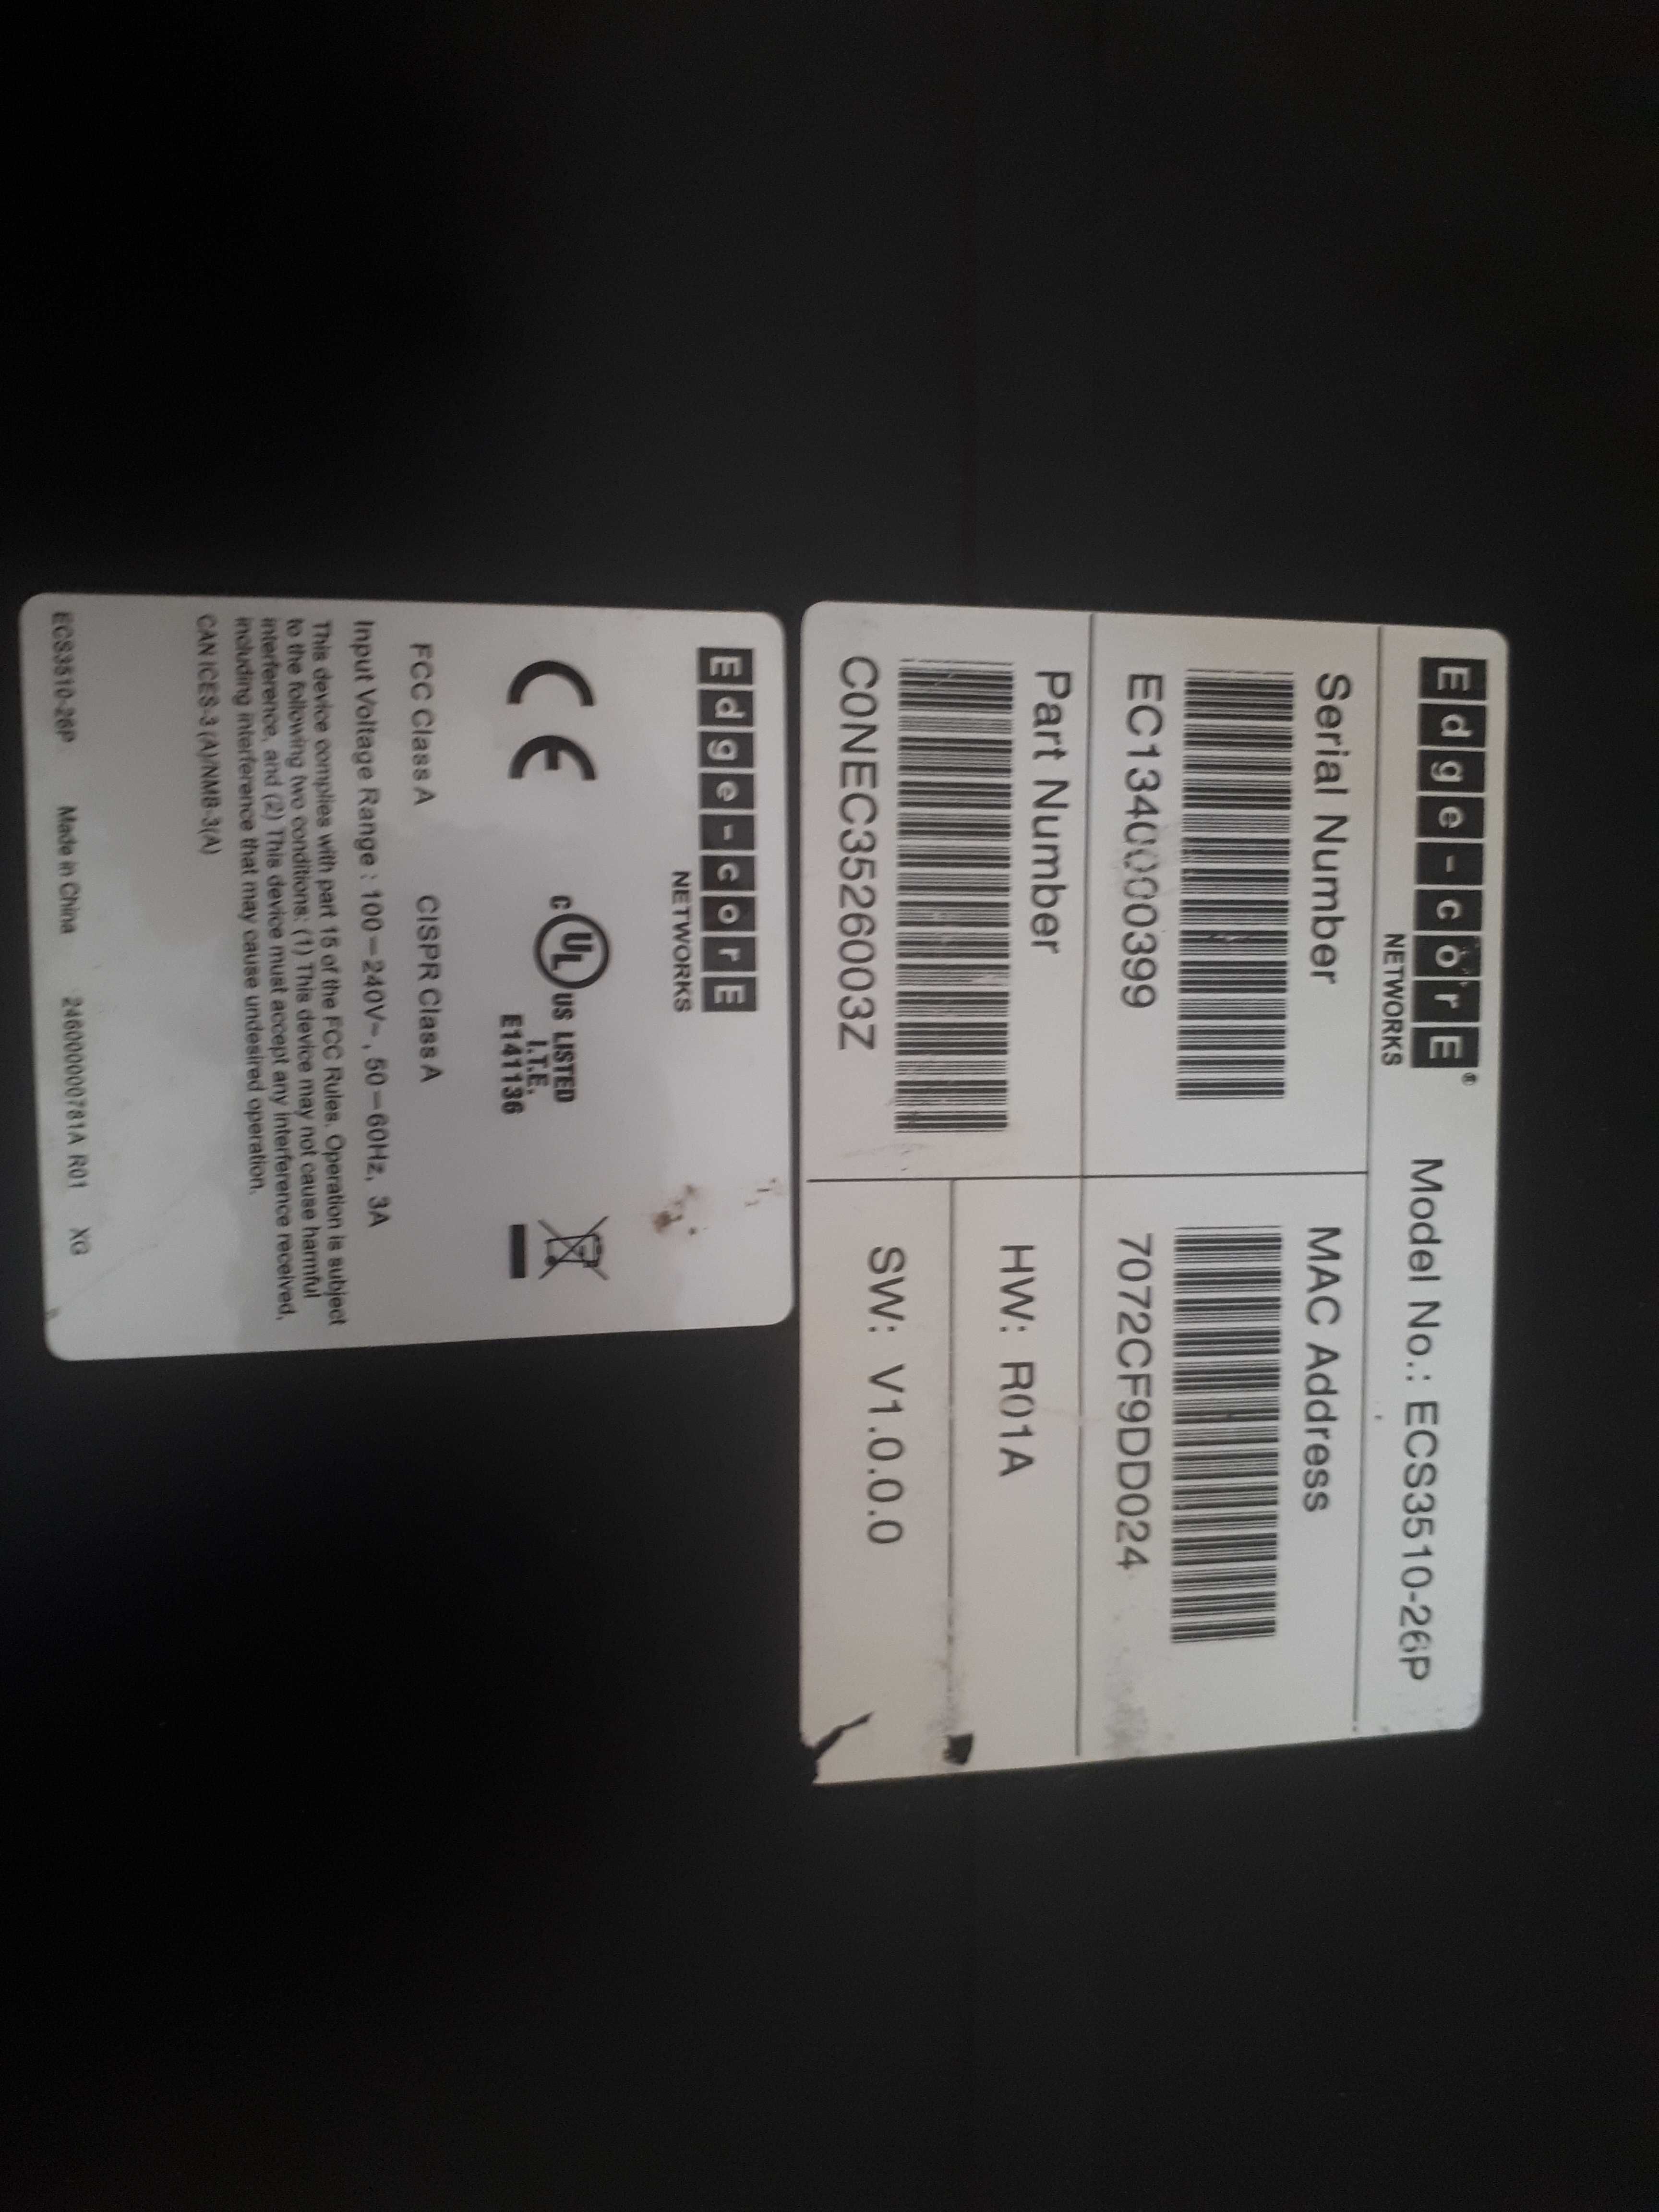 Edge-corE®
NETWORKS
Model No.: ECS3510-26P
Serial Number
EC1340000399
MAC Address
7072CF9DD024
Part Number
C0NEC3526003Z
HW: R01A
SW: V1.0.0.0
Edge-corE
NETWORKS
CE
c UL US LISTED
I.T.E.
E141136
FCC Class A CISPR Class A
Input Voltage Range : 100–240V~, 50–60Hz, 3A
This device complies with part 15 of the FCC Rules. Operation is subject
to the following two conditions: (1) This device may not cause harmful
interference, and (2) This device must accept any interference received,
including interference that may cause undesired operation.
CAN ICES-3 (A)/NMB-3(A)
ECS3510-26P Made in China 246000000781A R01 XG